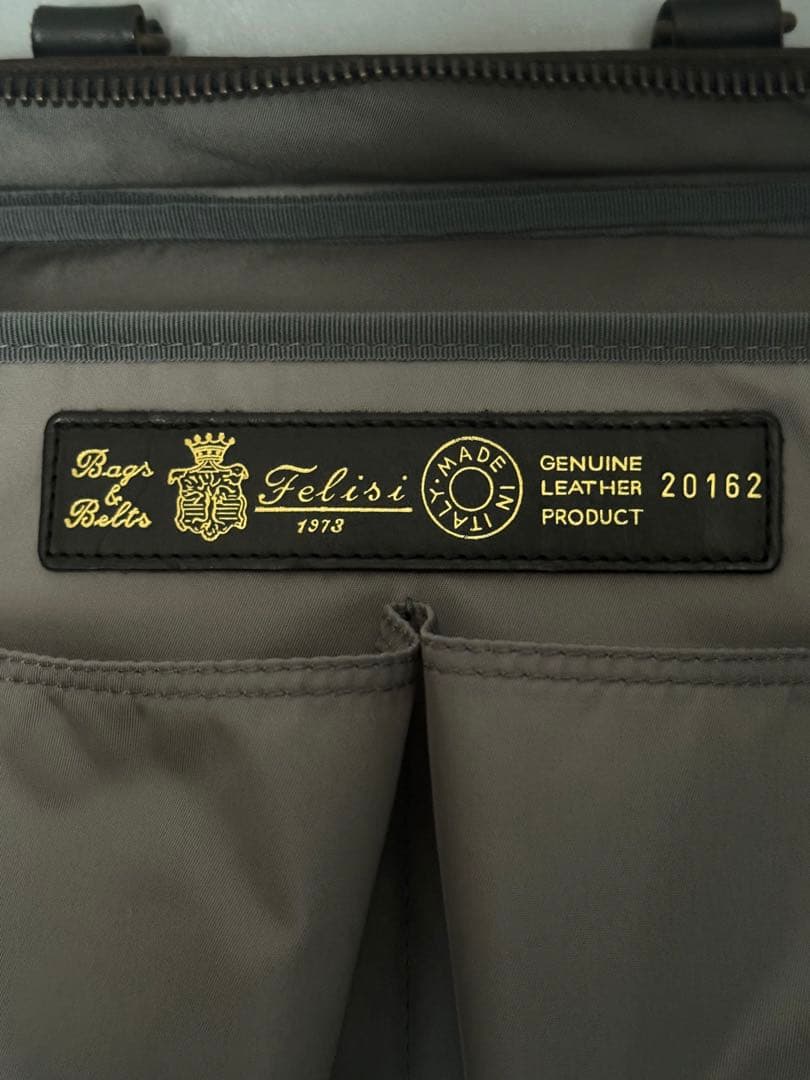 Bags
&
Belts
Felisi
1973
MADE IN ITALY
GENUINE
LEATHER
PRODUCT
20162